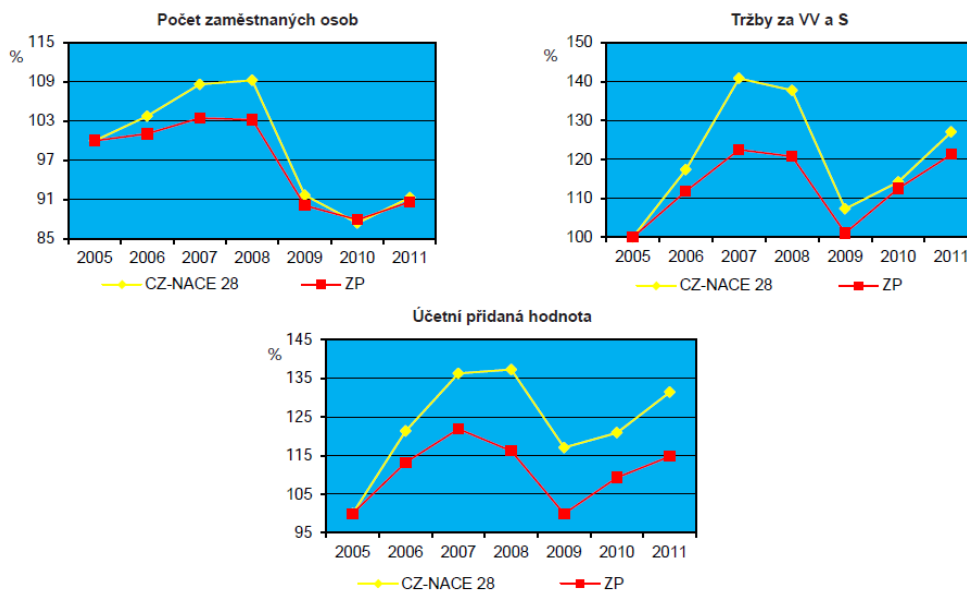 Počet zaměstnaných osob
%
115
109
103
97
91
85
2005 2006 2007 2008 2009 2010 2011
CZ-NACE 28 ZP
Tržby za VV a S
%
150
140
130
120
110
100
2005 2006 2007 2008 2009 2010 2011
CZ-NACE 28 ZP
Účetní přidaná hodnota
%
145
135
125
115
105
95
2005 2006 2007 2008 2009 2010 2011
CZ-NACE 28 ZP